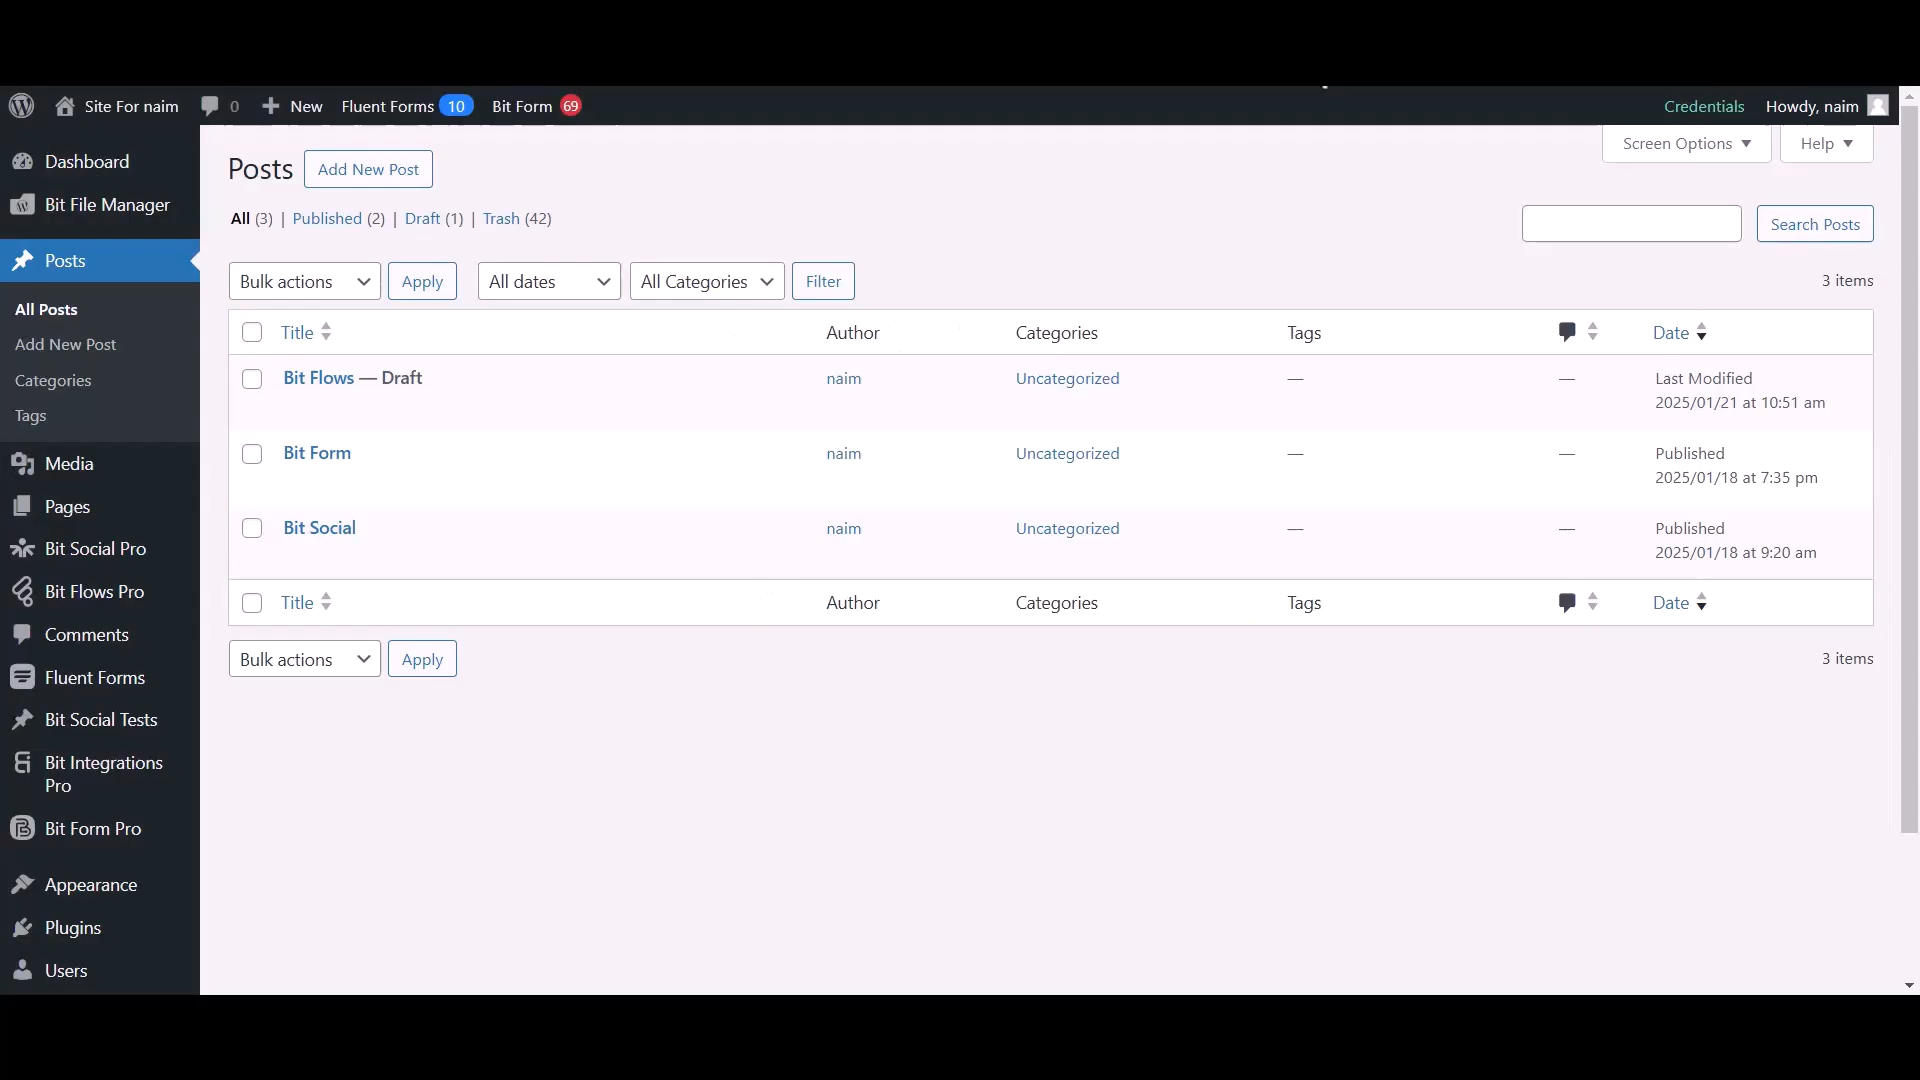 Site For naim 0 New Fluent Forms 10 Bit Form 69 Credentials Howdy, naim
Dashboard
Bit File Manager
Posts
All Posts
Add New Post
Categories
Tags
Media
Pages
Bit Social Pro
Bit Flows Pro
Comments
Fluent Forms
Bit Social Tests
Bit Integrations
Pro
Bit Form Pro
Appearance
Plugins
Users
Screen Options Help
Posts Add New Post
All (3) | Published (2) | Draft (1) | Trash (42)
Search Posts
Bulk actions Apply All dates All Categories Filter 3 items
Title Author Categories Tags Date
Bit Flows — Draft naim Uncategorized — — Last Modified
2025/01/21 at 10:51 am
Bit Form naim Uncategorized — — Published
2025/01/18 at 7:35 pm
Bit Social naim Uncategorized — — Published
2025/01/18 at 9:20 am
Title Author Categories Tags Date
Bulk actions Apply 3 items